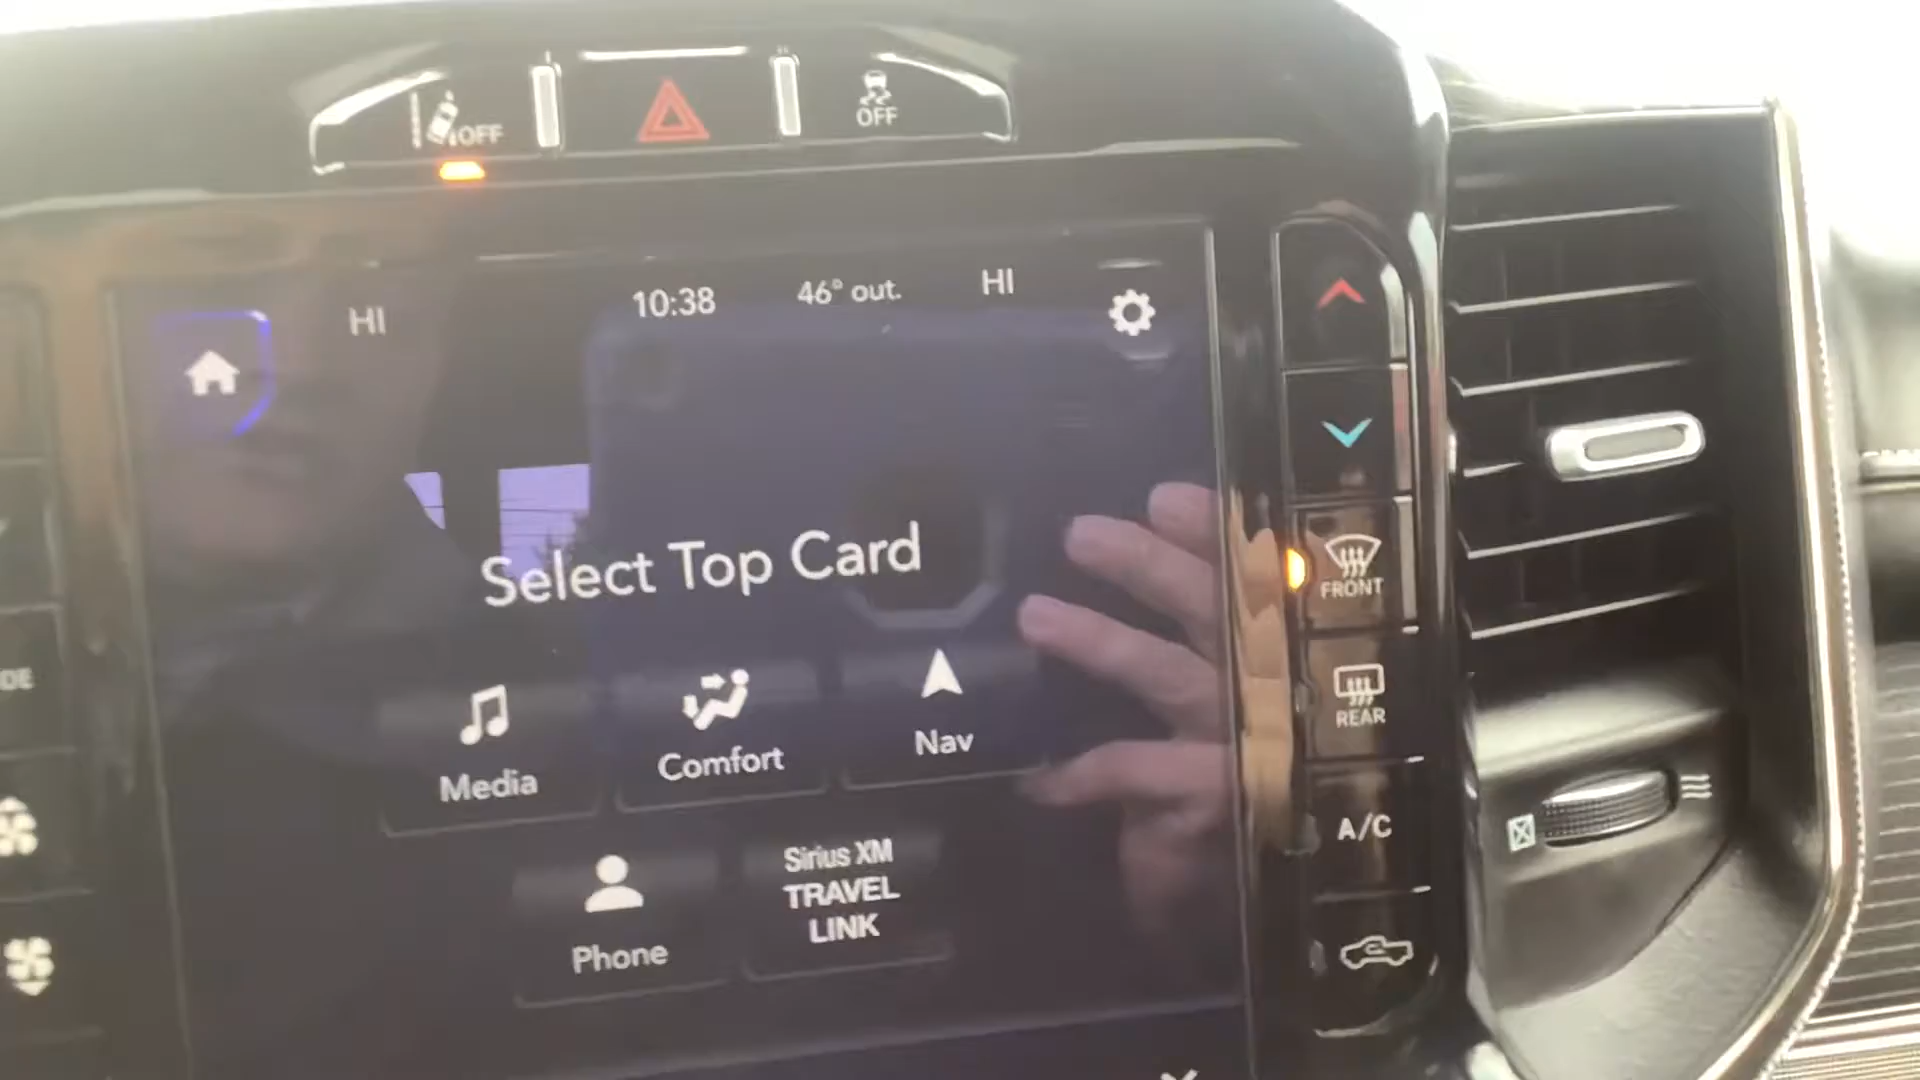 OFF
OFF
HI
10:38
46° out.
HI
Select Top Card
FRONT
REAR
Media
Comfort
Nav
A/C
Sirius XM
TRAVEL
LINK
Phone